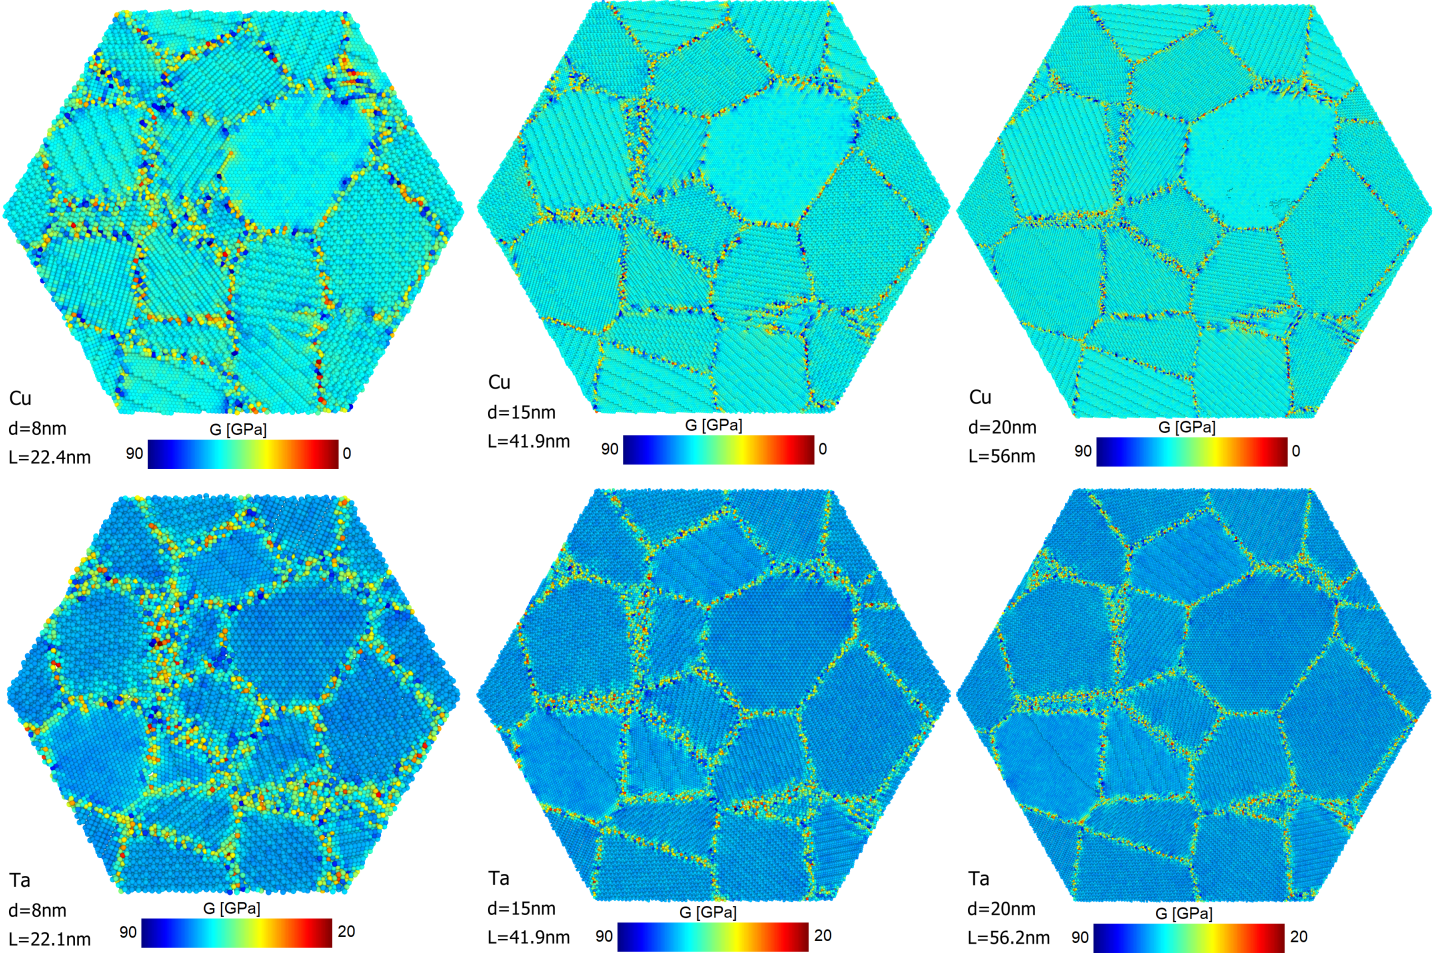 Cu
d=8nm
L=22.4nm
G [GPa]
90
0
Cu
d=15nm
L=41.9nm
G [GPa]
90
0
Cu
d=20nm
L=56nm
G [GPa]
90
0
Ta
d=8nm
L=22.1nm
G [GPa]
90
20
Ta
d=15nm
L=41.9nm
G [GPa]
90
20
Ta
d=20nm
L=56.2nm
G [GPa]
90
20